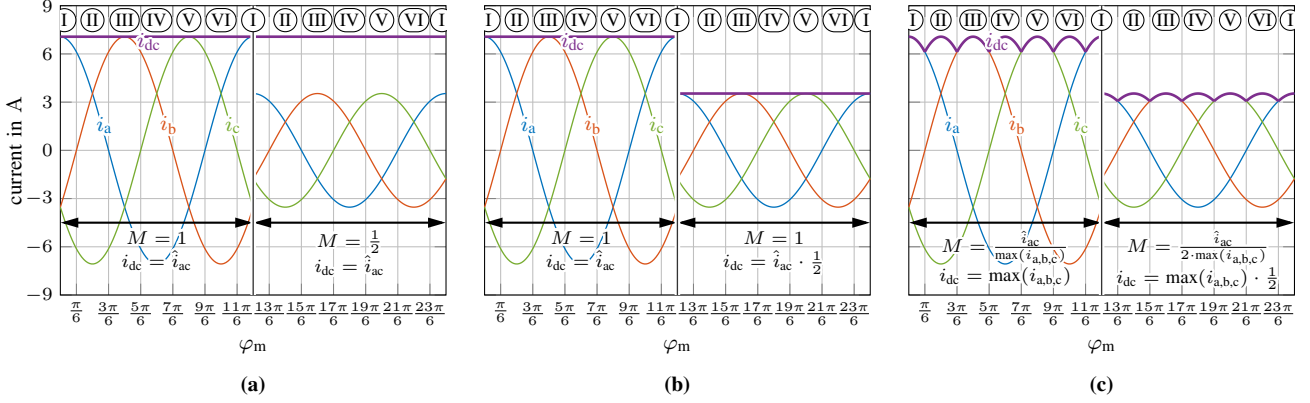 9
6
3
0
−3
−6
−9
current in A
I II III IV V VI I II III IV V VI I
i_dc
i_a i_b i_c
M = 1
i_dc = î_ac
M = 1/2
i_dc = î_ac
π/6 3π/6 5π/6 7π/6 9π/6 11π/6 13π/6 15π/6 17π/6 19π/6 21π/6 23π/6
φ_m
(a)
I II III IV V VI I II III IV V VI I
i_dc
i_a i_b i_c
M = 1
i_dc = î_ac
M = 1
i_dc = î_ac · 1/2
π/6 3π/6 5π/6 7π/6 9π/6 11π/6 13π/6 15π/6 17π/6 19π/6 21π/6 23π/6
φ_m
(b)
I II III IV V VI I II III IV V VI I
i_dc
i_a i_b i_c
M = î_ac/max(i_a,b,c)
i_dc = max(i_a,b,c)
M = î_ac/2·max(i_a,b,c)
i_dc = max(i_a,b,c) · 1/2
π/6 3π/6 5π/6 7π/6 9π/6 11π/6 13π/6 15π/6 17π/6 19π/6 21π/6 23π/6
φ_m
(c)